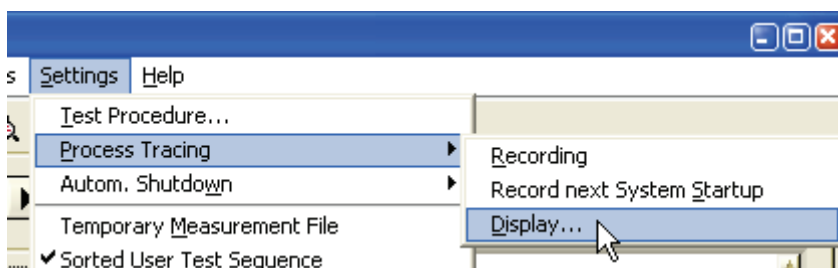 s Settings Help
Test Procedure...
Process Tracing
Autom. Shutdown
Temporary Measurement File
Sorted User Test Sequence
Recording
Record next System Startup
Display...